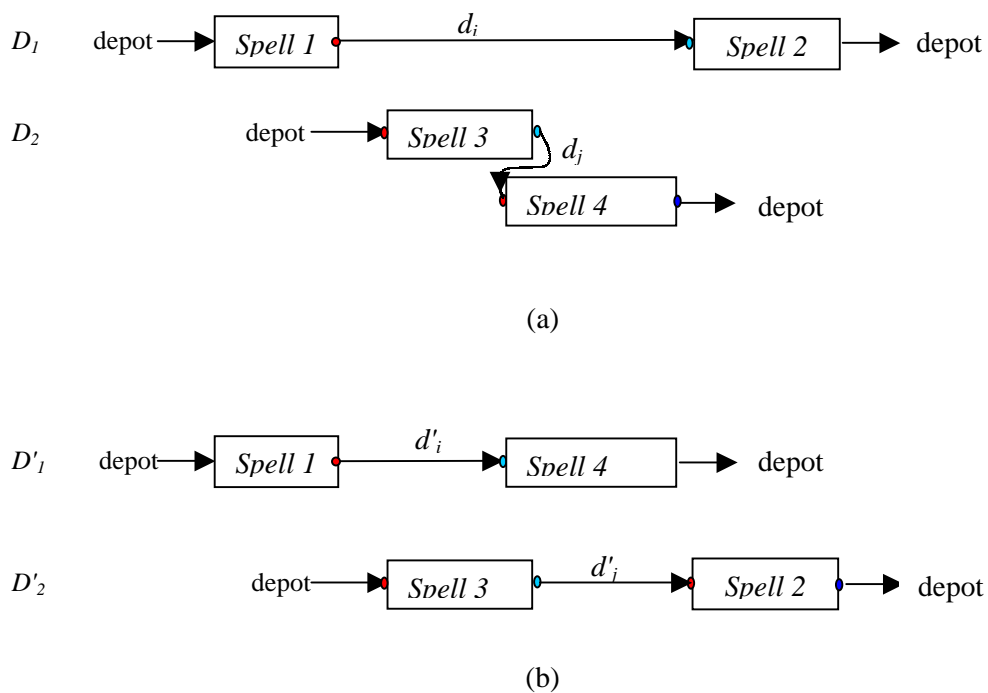 D1 depot Spell 1 di Spell 2 depot
D2 depot Spell 3 dj
Spell 4 depot
(a)
D'1 depot Spell 1 d'i Spell 4 depot
D'2 depot Spell 3 d'j Spell 2 depot
(b)